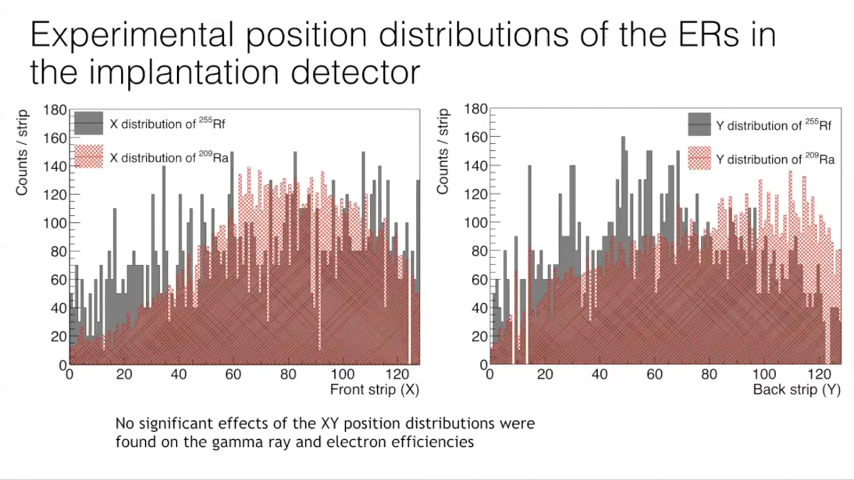 Experimental position distributions of the ERs in
the implantation detector
180
160
140
120
100
80
60
40
20
0
Counts / strip
X distribution of ²⁵⁵Rf
X distribution of ²⁰⁹Ra
0 20 40 60 80 100 120
Front strip (X)
180
160
140
120
100
80
60
40
20
0
Counts / strip
Y distribution of ²⁵⁵Rf
Y distribution of ²⁰⁹Ra
0 20 40 60 80 100 120
Back strip (Y)
No significant effects of the XY position distributions were
found on the gamma ray and electron efficiencies